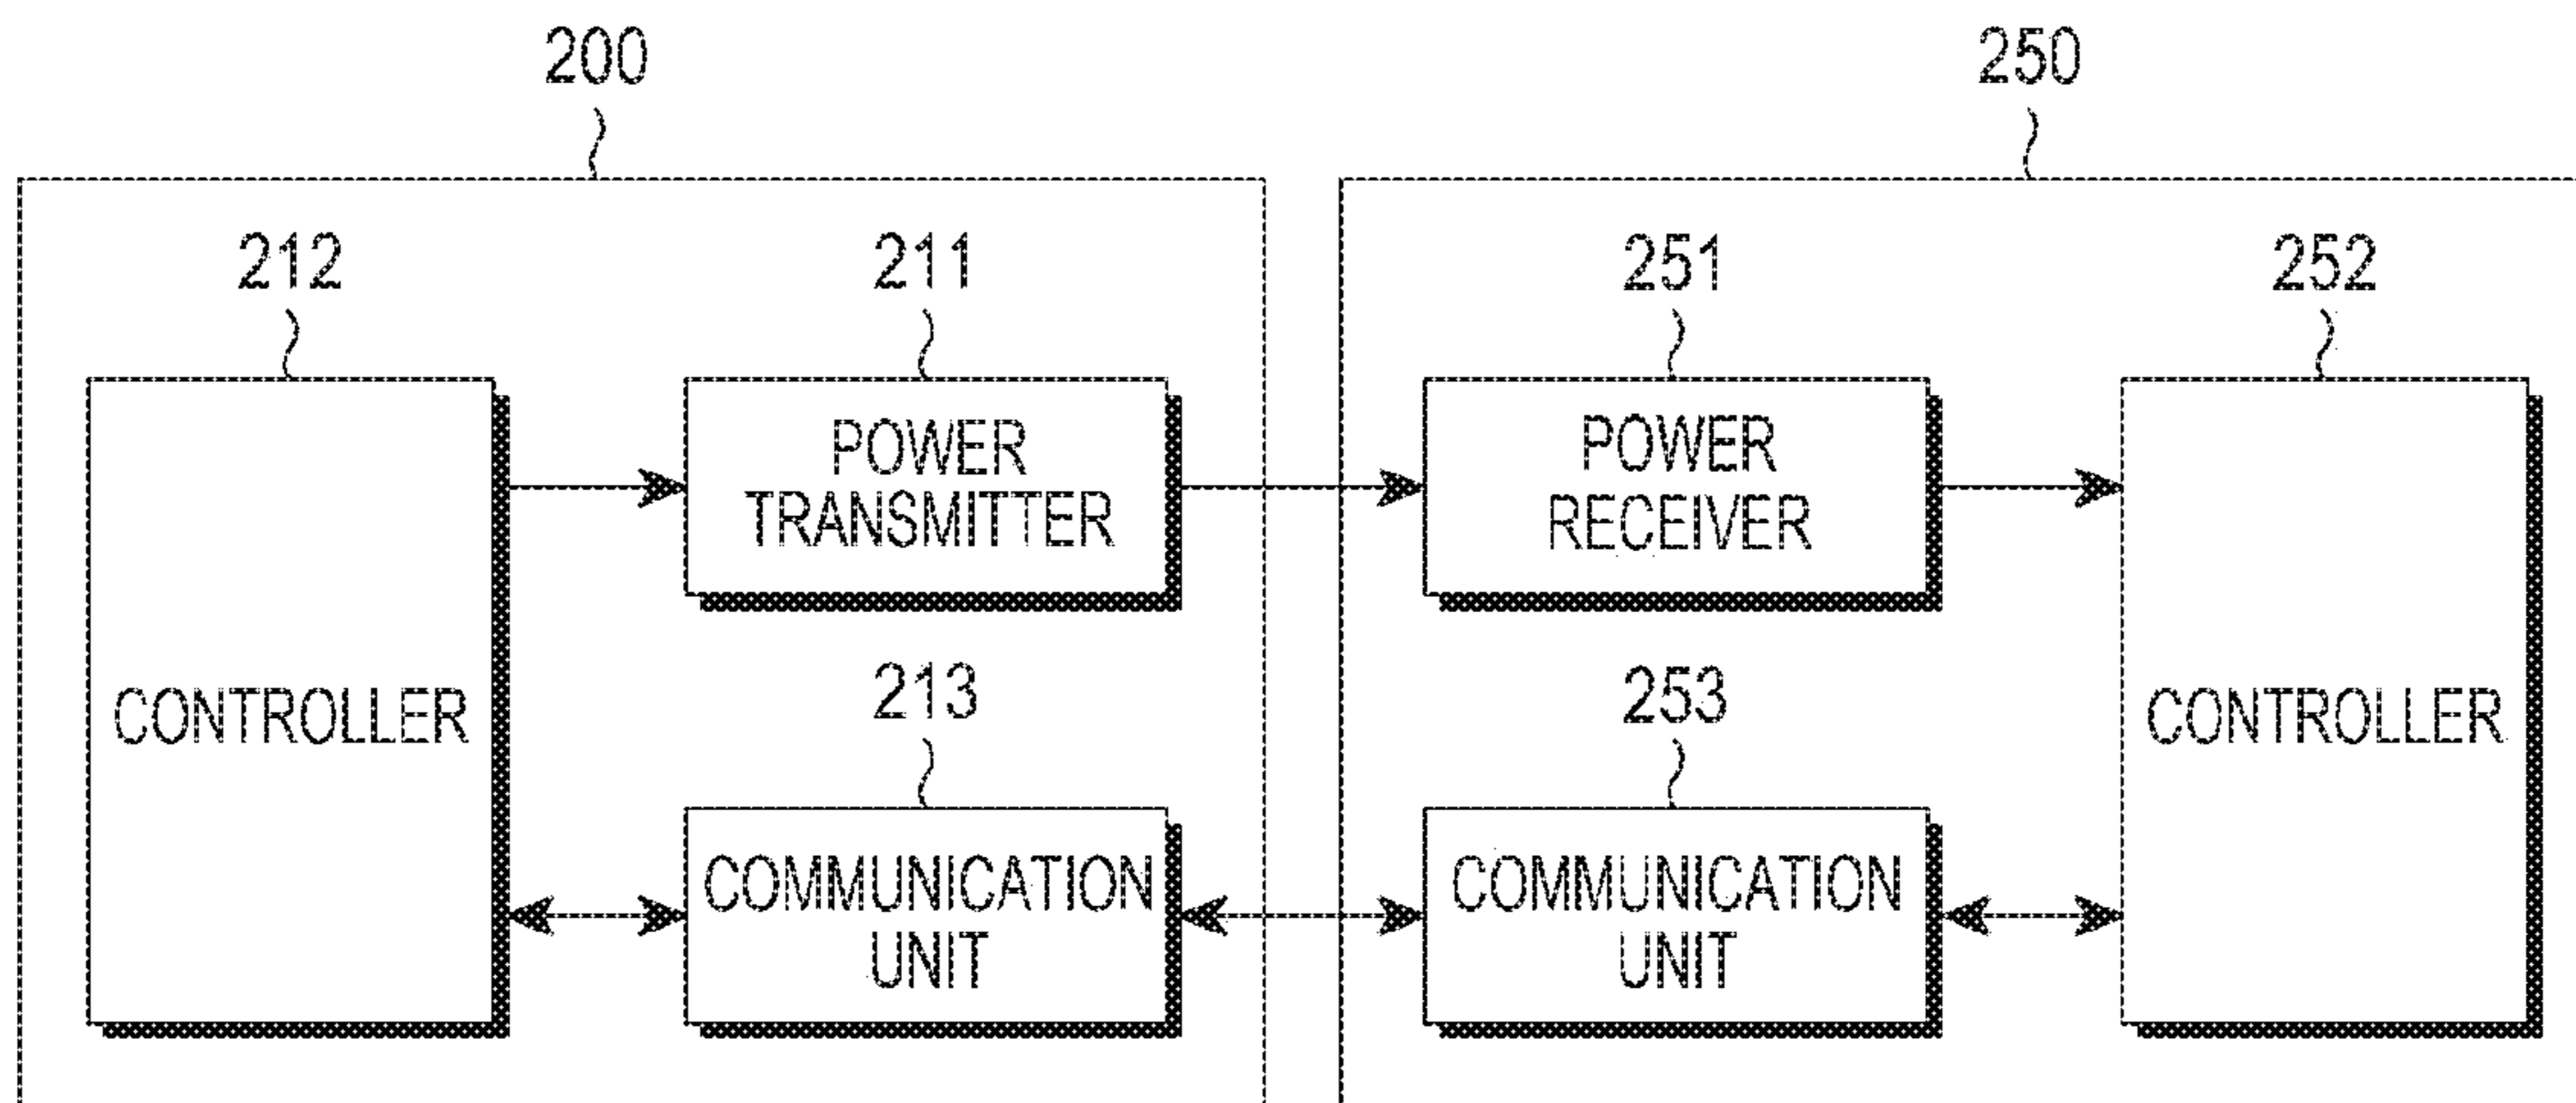 200
250
212
211
251
252
POWER
TRANSMITTER
POWER
RECEIVER
CONTROLLER
213
253
CONTROLLER
COMMUNICATION
UNIT
COMMUNICATION
UNIT